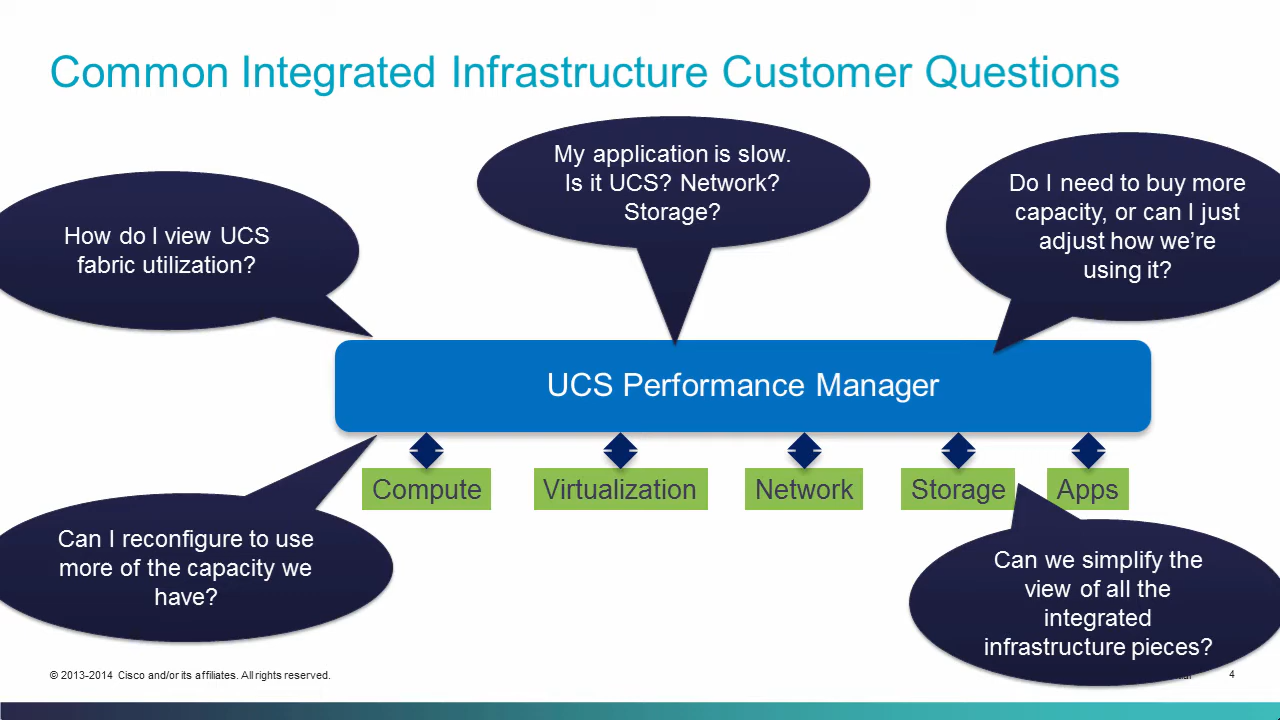 Common Integrated Infrastructure Customer Questions
My application is slow.
Is it UCS? Network?
Storage?
Do I need to buy more
capacity, or can I just
adjust how we’re
using it?
How do I view UCS
fabric utilization?
UCS Performance Manager
Compute
Virtualization
Network
Storage
Apps
Can I reconfigure to use
more of the capacity we
have?
Can we simplify the
view of all the
integrated
infrastructure pieces?
© 2013-2014 Cisco and/or its affiliates. All rights reserved.
4